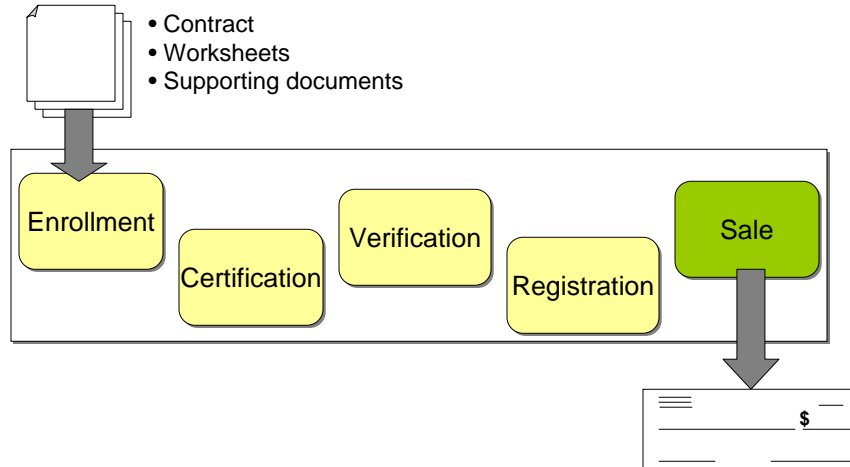 • Contract
• Worksheets
• Supporting documents
Enrollment
Certification
Verification
Registration
Sale
$